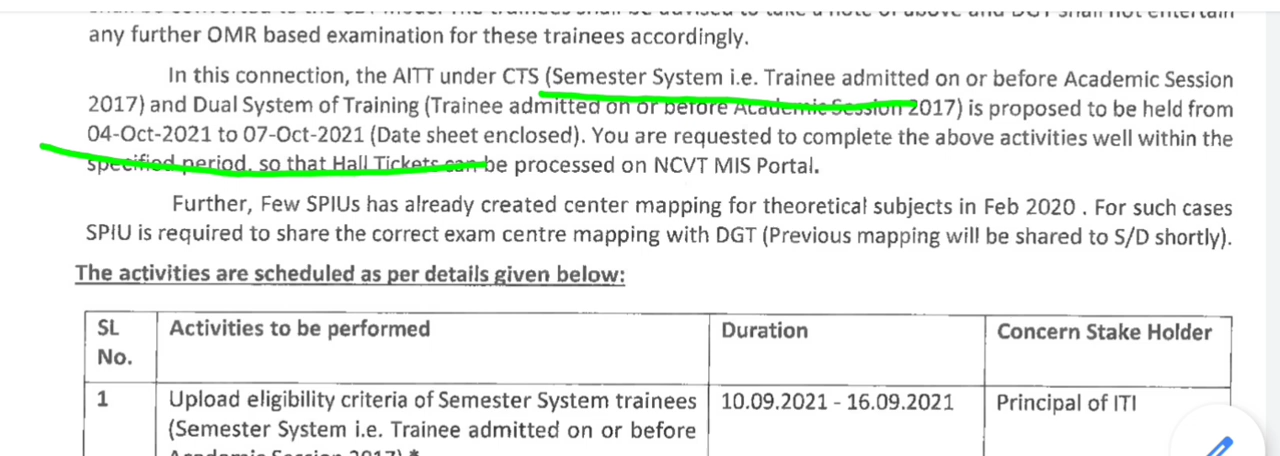 any further OMR based examination for these trainees accordingly.
In this connection, the AITT under CTS (Semester System i.e. Trainee admitted on or before Academic Session
2017) and Dual System of Training (Trainee admitted on or before Academic Session 2017) is proposed to be held from
04-Oct-2021 to 07-Oct-2021 (Date sheet enclosed). You are requested to complete the above activities well within the
specified period, so that Hall Tickets can be processed on NCVT MIS Portal.
Further, Few SPIUs has already created center mapping for theoretical subjects in Feb 2020 . For such cases
SPIU is required to share the correct exam centre mapping with DGT (Previous mapping will be shared to S/D shortly).
The activities are scheduled as per details given below:
SL No. Activities to be performed Duration Concern Stake Holder
1 Upload eligibility criteria of Semester System trainees 10.09.2021 - 16.09.2021 Principal of ITI
(Semester System i.e. Trainee admitted on or before